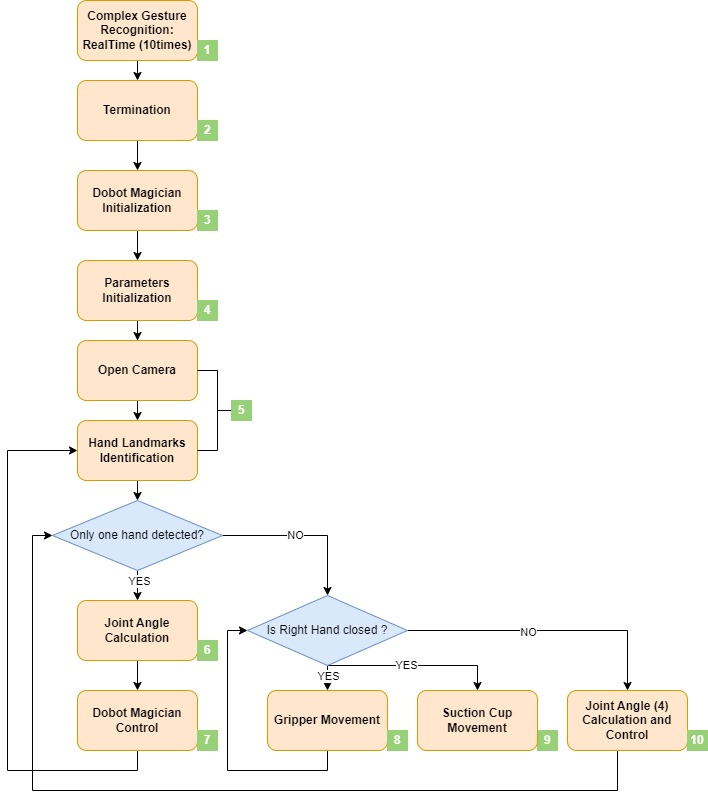 Complex Gesture
Recognition:
RealTime (10times)
1
Termination
2
Dobot Magician
Initialization
3
Parameters
Initialization
4
Open Camera
5
Hand Landmarks
Identification
Only one hand detected?
NO
YES
Joint Angle
Calculation
6
Is Right Hand closed ?
NO
YES
YES
Dobot Magician
Control
7
Gripper Movement
8
Suction Cup
Movement
9
Joint Angle (4)
Calculation and
Control
10